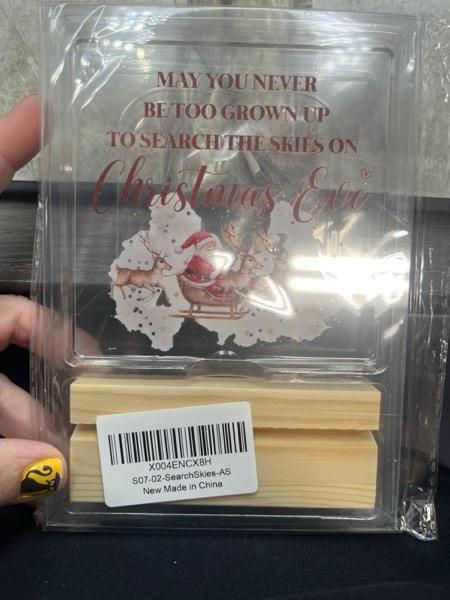 MAY YOU NEVER
BE TOO GROWN UP
TO SEARCH THE SKIES ON
Christmas Eve
X004ENCX8H
S07-02-SearchSkies-AS
New Made in China